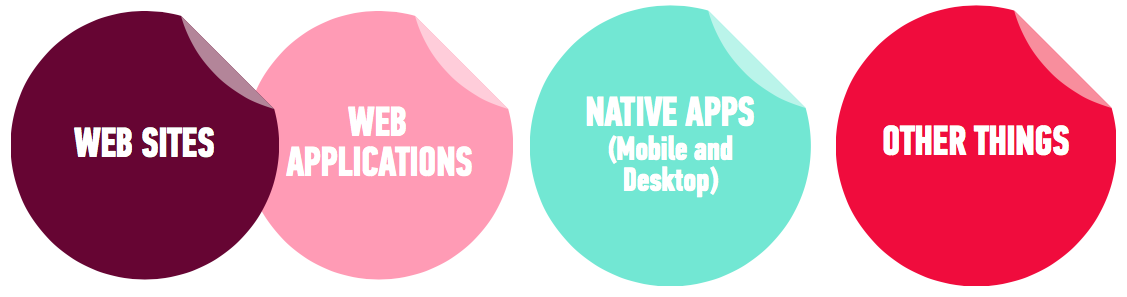 WEB SITES
WEB
APPLICATIONS
NATIVE APPS
(Mobile and
Desktop)
OTHER THINGS